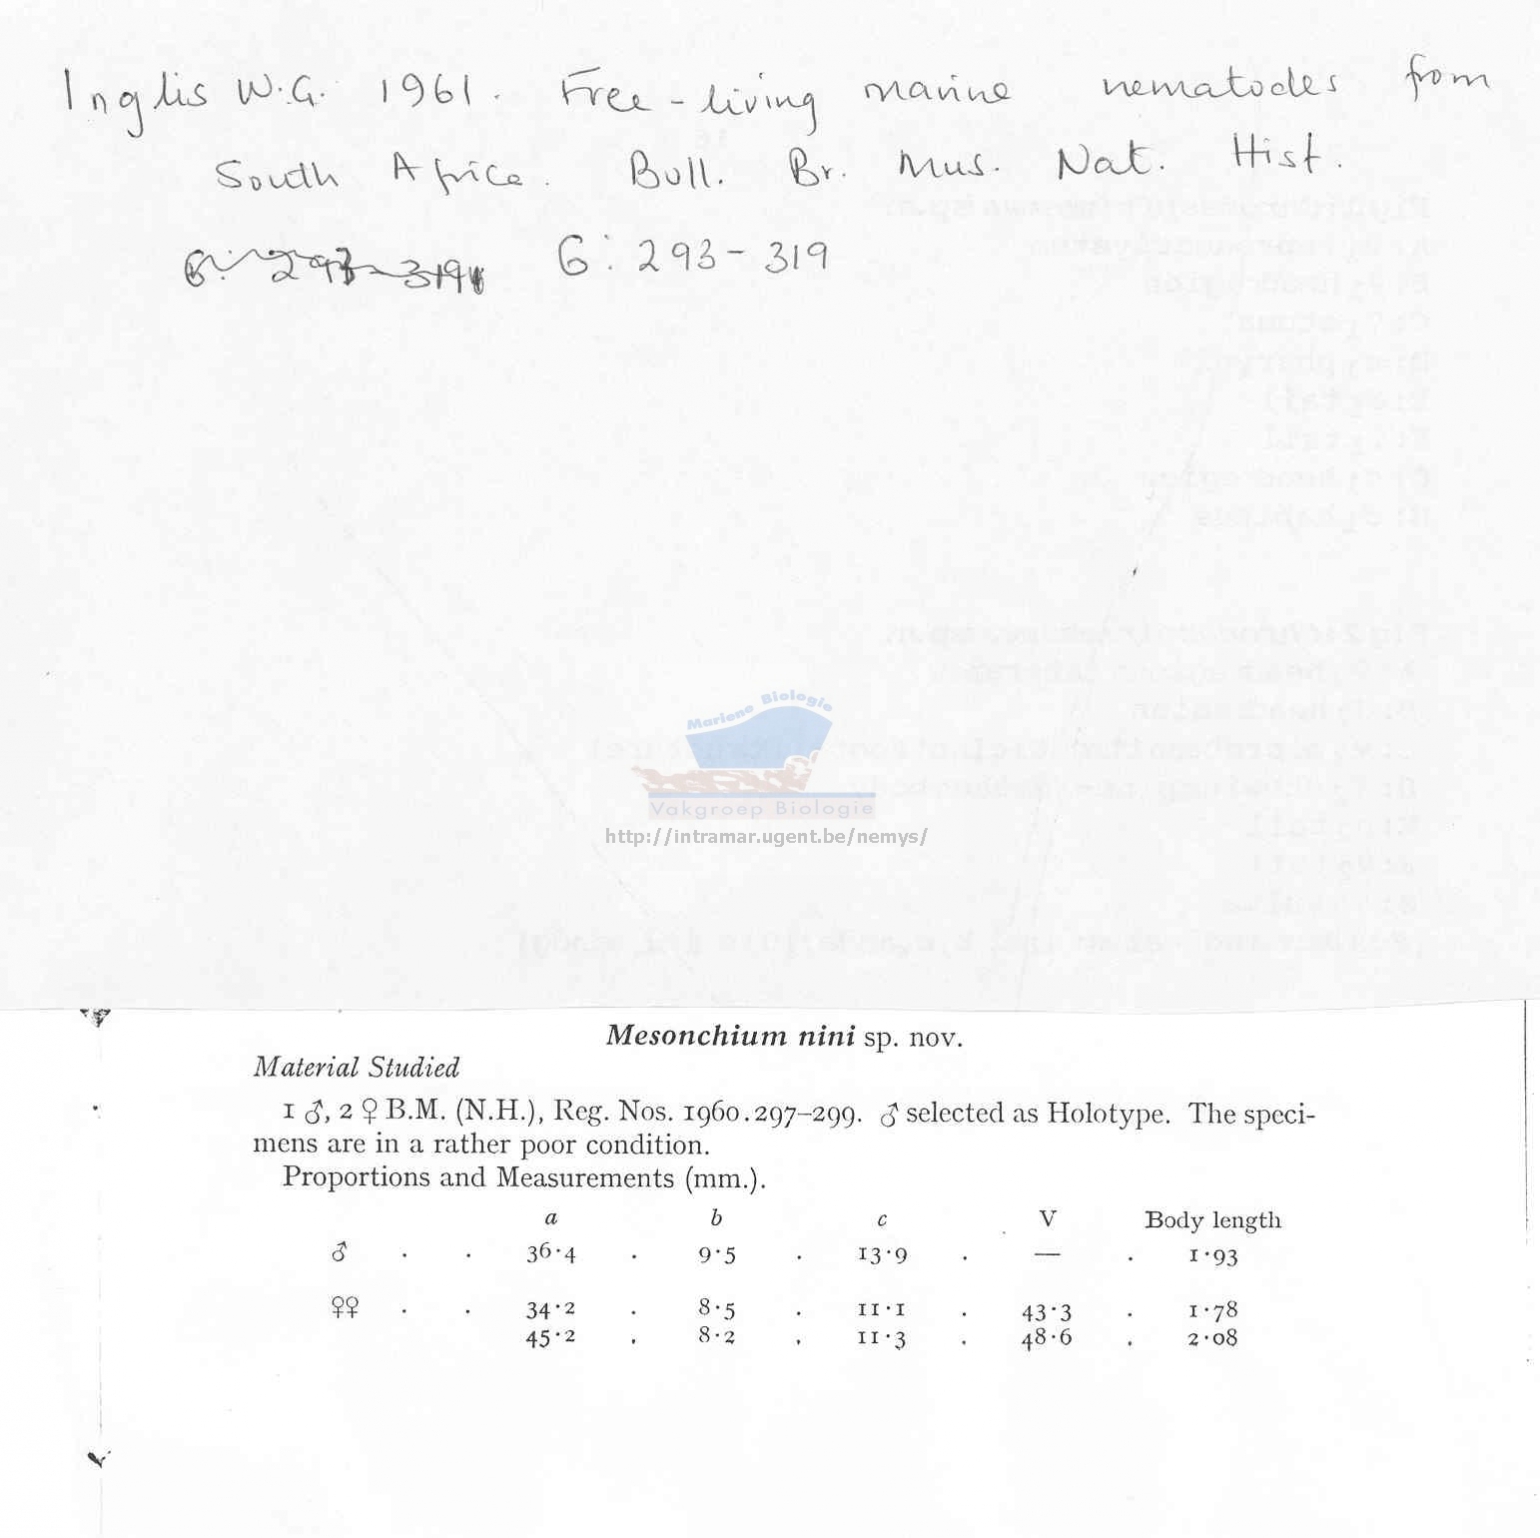 Inglis W.G. 1961. Free-living marine nematodes from
South Africa. Bull. Br. Mus. Nat. Hist.
6: 293-319 6: 293-319
Mariene Biologie
Vakgroep Biologie
http://intramar.ugent.be/nemys/
Mesonchium nini sp. nov.
Material Studied
1 ♂, 2 ♀ B.M. (N.H.), Reg. Nos. 1960.297–299. ♂ selected as Holotype. The speci-
mens are in a rather poor condition.
Proportions and Measurements (mm.).
a b c V Body length
♂ . . 36·4 . 9·5 . 13·9 . — . 1·93
♀♀ . . 34·2 . 8·5 . 11·1 . 43·3 . 1·78
45·2 . 8·2 . 11·3 . 48·6 . 2·08